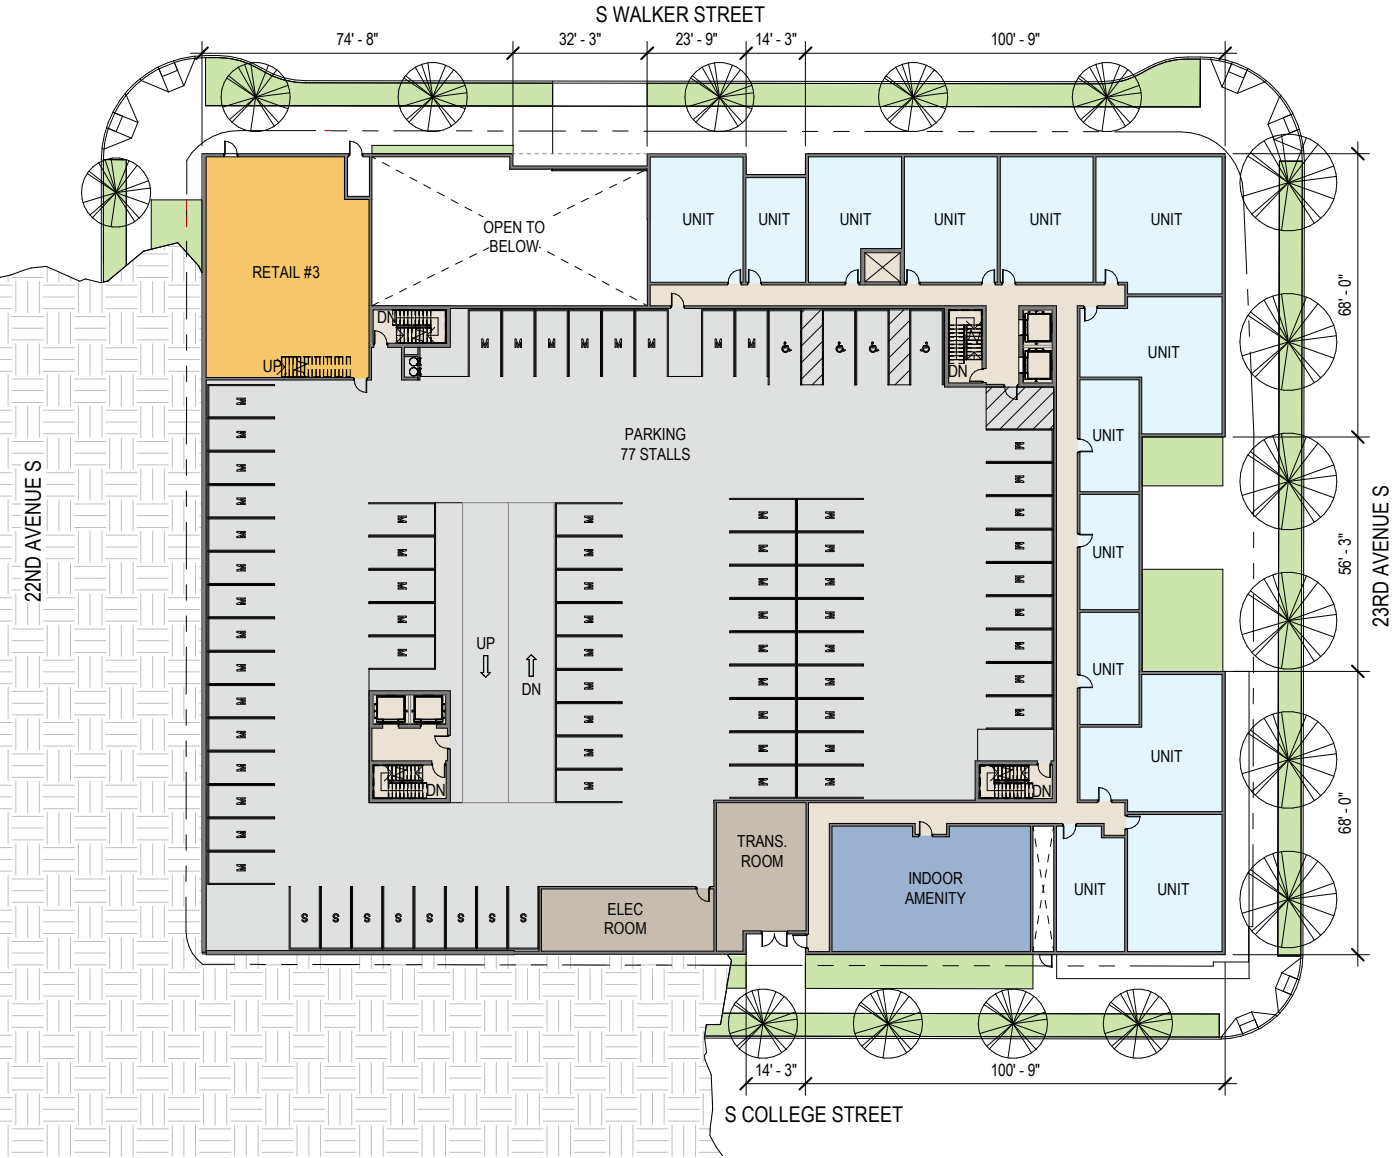 S WALKER STREET
74' - 8"
32' - 3"
23' - 9"
14' - 3"
100' - 9"
RETAIL #3
OPEN TO
BELOW
UNIT
UNIT
UNIT
UNIT
UNIT
UNIT
68' - 0"
DN
UP
M M M M M M M M
DN
DN
UNIT
PARKING
77 STALLS
UNIT
UNIT
UNIT
UNIT
56' - 3"
68' - 0"
22ND AVENUE S
23RD AVENUE S
M M M M M M M M M M M M M M M
M M M M M
UP
DN
M M M M M M M M M
M M M M M M M M M
M M M M M M M M M
M M M M M M M M M
DN
DN
TRANS.
ROOM
ELEC
ROOM
INDOOR
AMENITY
UNIT
UNIT
S S S S S S S S
14' - 3"
100' - 9"
S COLLEGE STREET